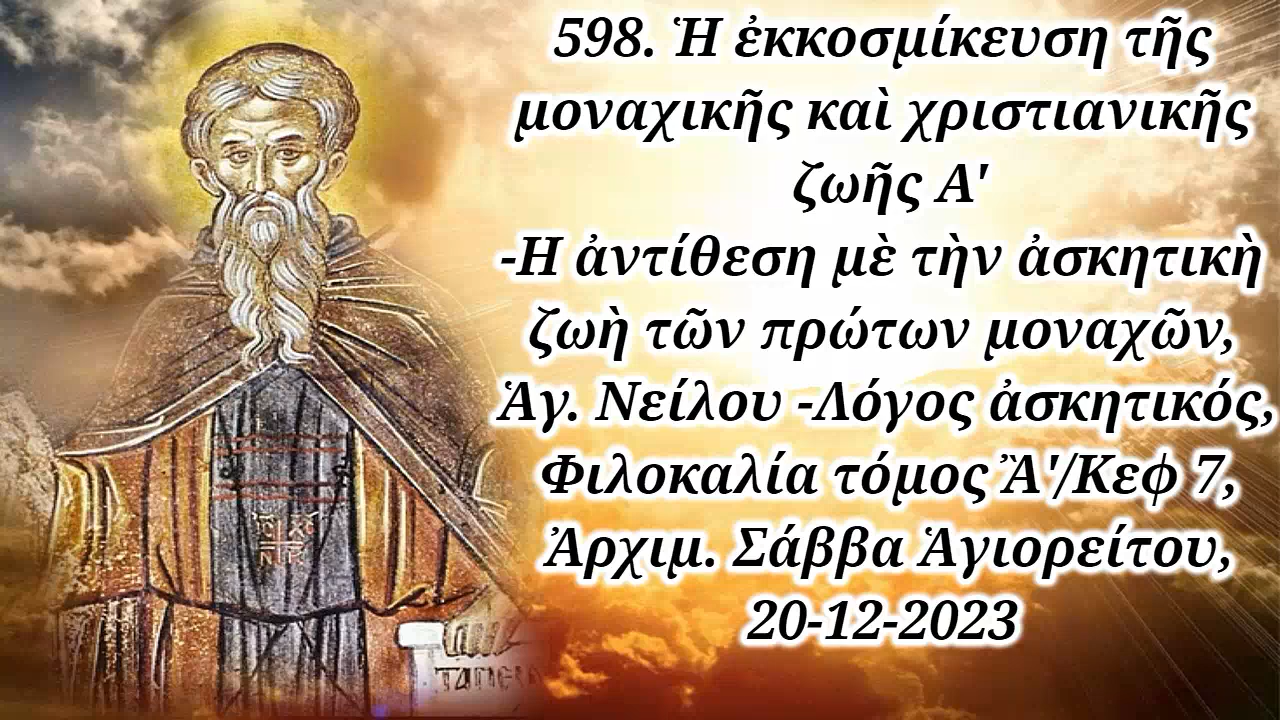 598. Ἡ ἐκκοσμίκευση τῆς
μοναχικῆς καὶ χριστιανικῆς
ζωῆς Α'
-Η ἀντίθεση μὲ τὴν ἀσκητικὴ
ζωὴ τῶν πρώτων μοναχῶν,
Ἁγ. Νείλου -Λόγος ἀσκητικός,
Φιλοκαλία τόμος Ἂ'/Κεφ 7,
Ἀρχιμ. Σάββα Ἁγιορείτου,
20-12-2023